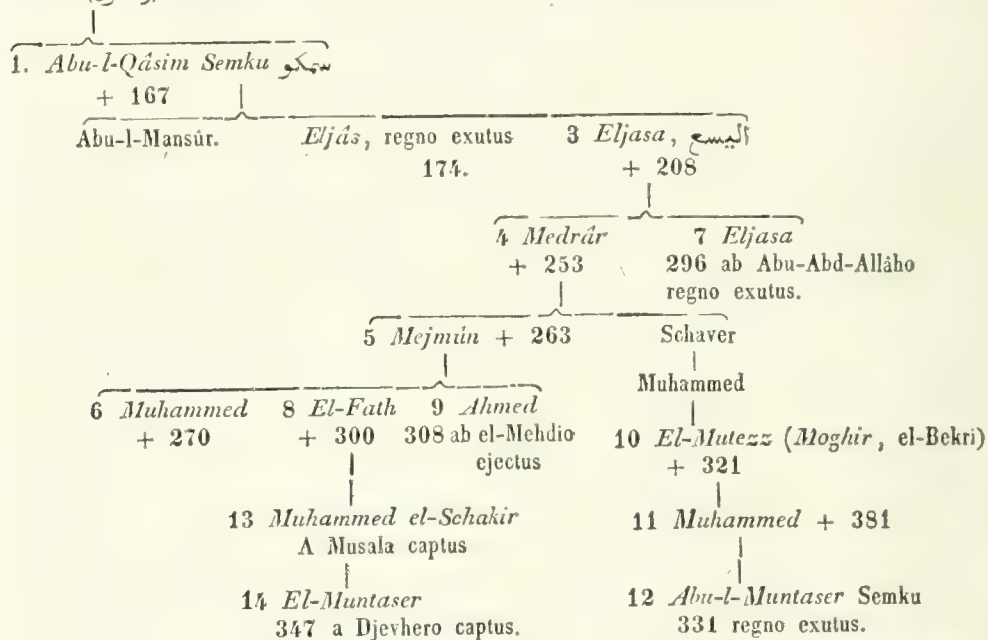 1. Abu-l-Qâsim Semku سمكو
+ 167
Abu-l-Mansûr. Eljâs, regno exutus 3 Eljasa, اليسع
174. + 208
4 Medrâr 7 Eljasa
+ 253 296 ab Abu-Abd-Allâho
regno exutus.
5 Mejmûn + 263 Schaver
Muhammed
6 Muhammed 8 El-Fath 9 Ahmed
+ 270 + 300 308 ab el-Mehdio
ejectus
10 El-Mutezz (Moghir, el-Bekri)
+ 321
13 Muhammed el-Schakir 11 Muhammed + 381
A Musala captus
14 El-Muntaser 12 Abu-l-Muntaser Semku
347 a Djevhero captus. 331 regno exutus.